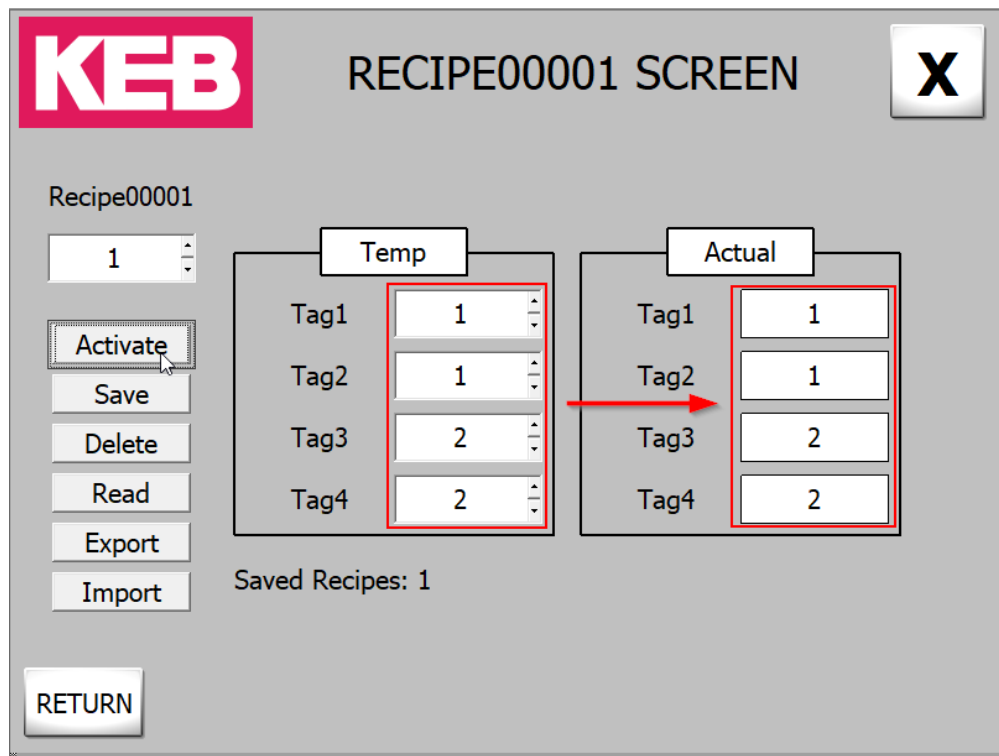 KEB
RECIPE00001 SCREEN
X
Recipe00001
1
Activate
Save
Delete
Read
Export
Import
Temp
Tag1 1
Tag2 1
Tag3 2
Tag4 2
Actual
Tag1 1
Tag2 1
Tag3 2
Tag4 2
Saved Recipes: 1
RETURN